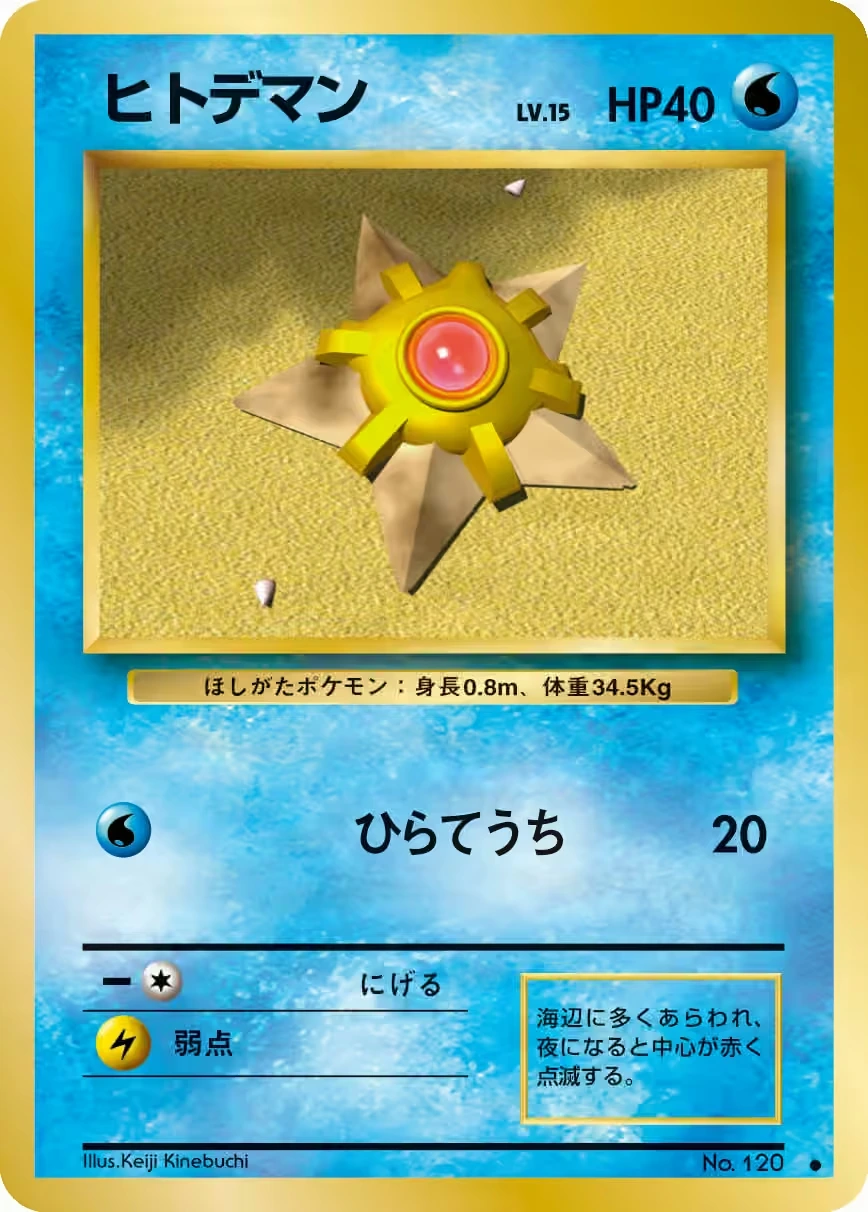 ヒトデマン LV.15 HP40
ほしがたポケモン：身長0.8m、体重34.5Kg
ひらてうち 20
ー にげる
弱点
海辺に多くあらわれ、
夜になると中心が赤く
点滅する。
Illus.Keiji Kinebuchi No. 120 ●